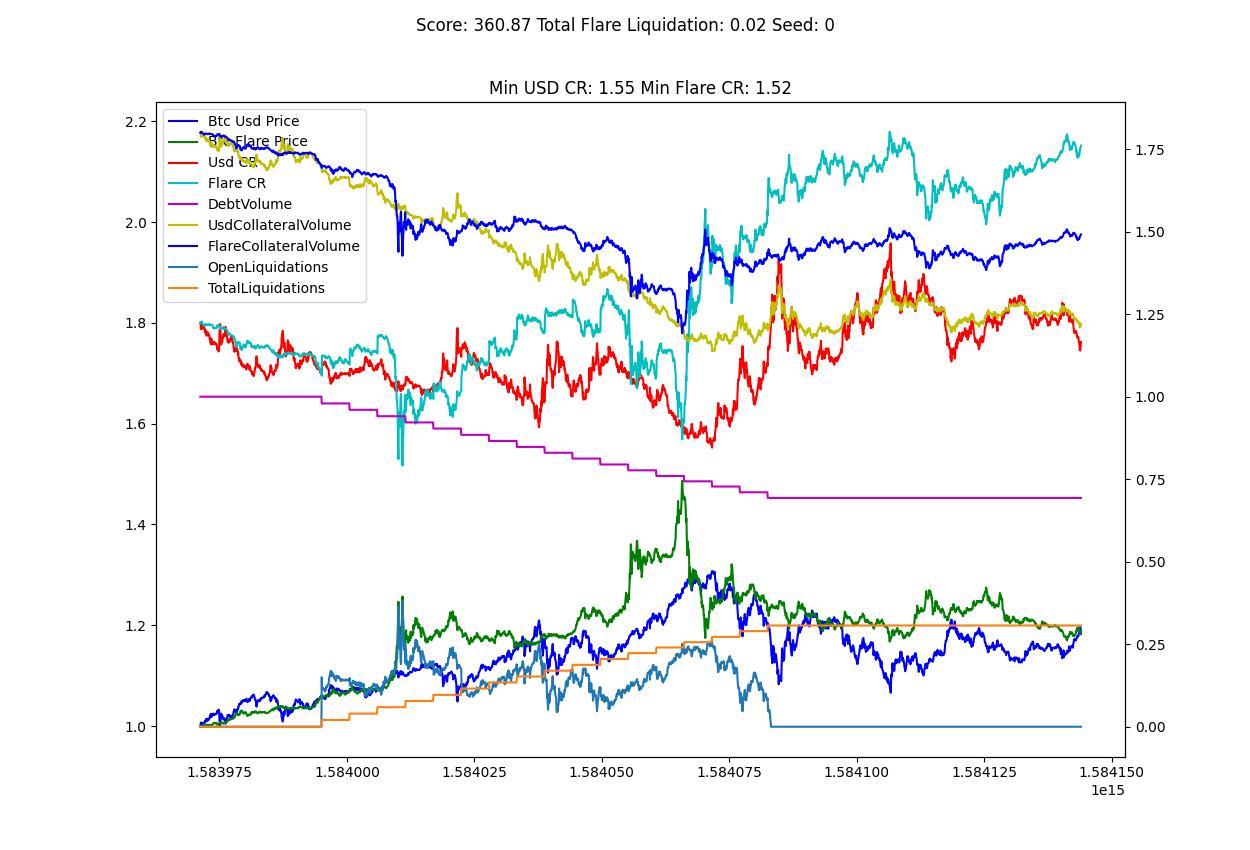 Score: 360.87 Total Flare Liquidation: 0.02 Seed: 0
Min USD CR: 1.55 Min Flare CR: 1.52
Btc Usd Price
Btc Flare Price
Usd CR
Flare CR
DebtVolume
UsdCollateralVolume
FlareCollateralVolume
OpenLiquidations
TotalLiquidations
2.2
2.0
1.8
1.6
1.4
1.2
1.0
1.75
1.50
1.25
1.00
0.75
0.50
0.25
0.00
1.583975 1.584000 1.584025 1.584050 1.584075 1.584100 1.584125 1.584150
1e15